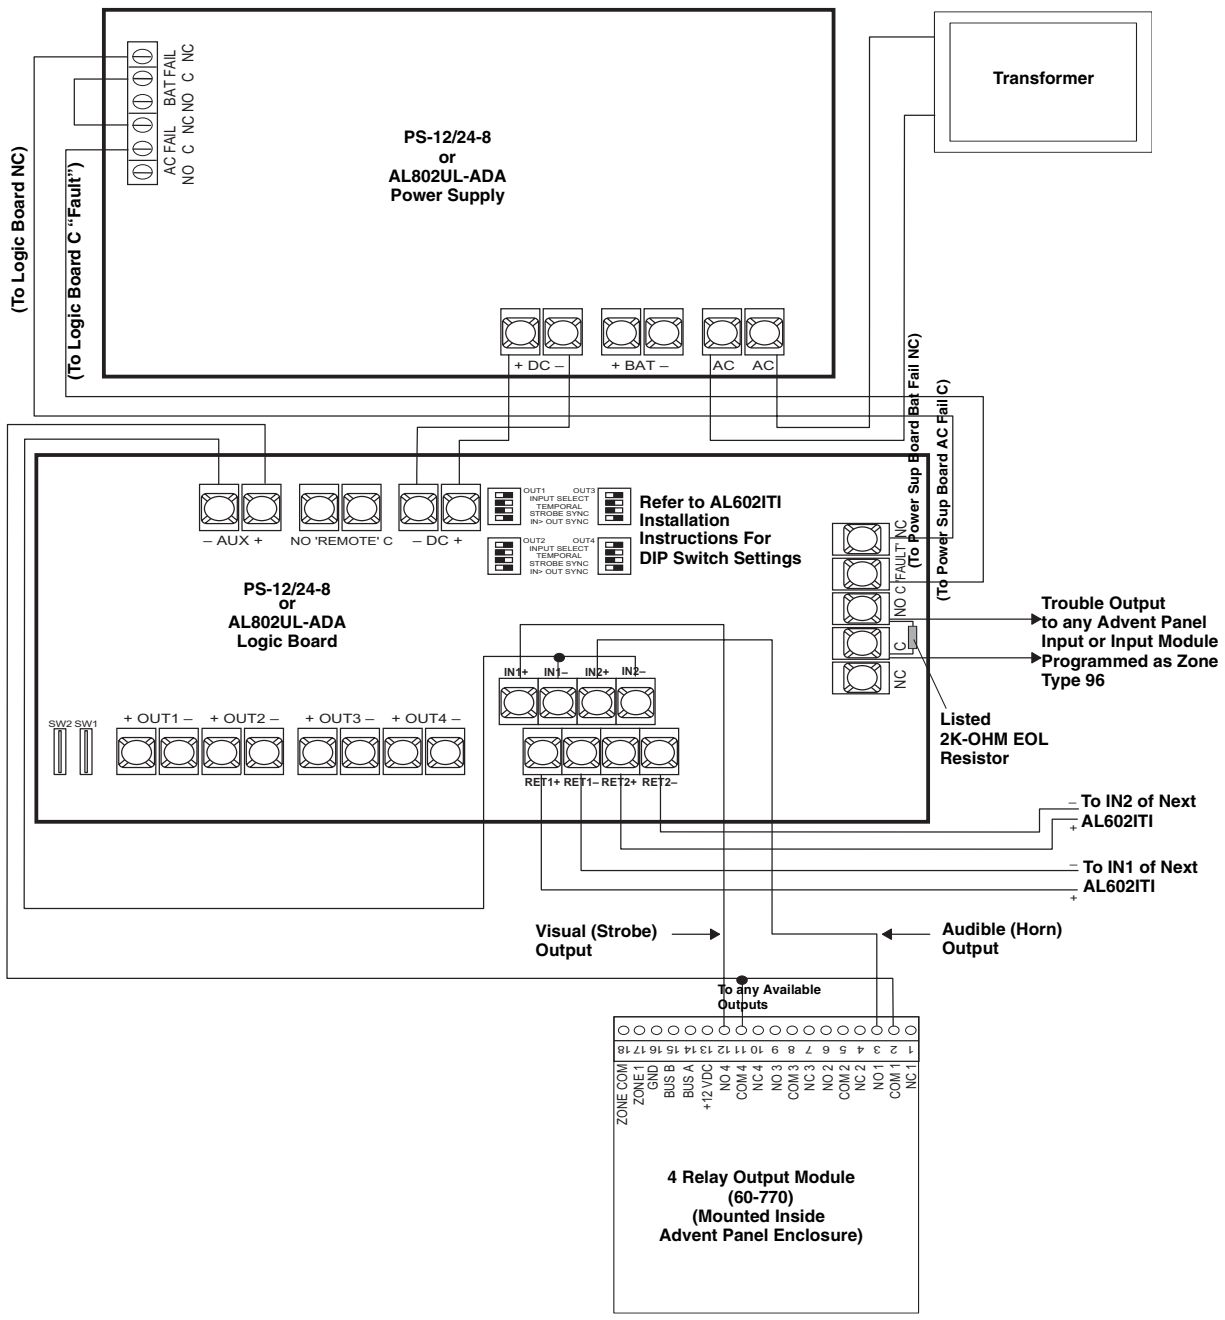 NC
BAT FAIL
C
NO
NC
AC FAIL
C
NO
PS-12/24-8
or
AL802UL-ADA
Power Supply
Transformer
(To Logic Board NC)
(To Logic Board C “Fault”)
+ DC –
+ BAT –
AC
AC
(To Power Sup Board Bat Fail NC)
(To Power Sup Board AC Fail C)
– AUX +
NO 'REMOTE' C
– DC +
OUT1 OUT3
INPUT SELECT
TEMPORAL
STROBE SYNC
IN> OUT SYNC
OUT2 OUT4
INPUT SELECT
TEMPORAL
STROBE SYNC
IN> OUT SYNC
Refer to AL602ITI
Installation
Instructions For
DIP Switch Settings
NO C 'FAULT' NC
C
NC
PS-12/24-8
or
AL802UL-ADA
Logic Board
Trouble Output
to any Advent Panel
Input or Input Module
Programmed as Zone
Type 96
Listed
2K-OHM EOL
Resistor
IN1+ IN1– IN2+ IN2–
SW2 SW1
+ OUT1 –
+ OUT2 –
+ OUT3 –
+ OUT4 –
RET1+ RET1– RET2+ RET2–
– To IN2 of Next
+ AL602ITI
– To IN1 of Next
AL602ITI
+
Visual (Strobe)
Output
Audible (Horn)
Output
To any Available
Outputs
18 17 16 15 14 13 12 11 10 9 8 7 6 5 4 3 2 1
ZONE COM
ZONE 1
GND
BUS B
BUS A
+12 VDC
NO 4
COM 4
NC 4
NO 3
COM 3
NC 3
NO 2
COM 2
NC 2
NO 1
COM 1
NC 1
4 Relay Output Module
(60-770)
(Mounted Inside
Advent Panel Enclosure)